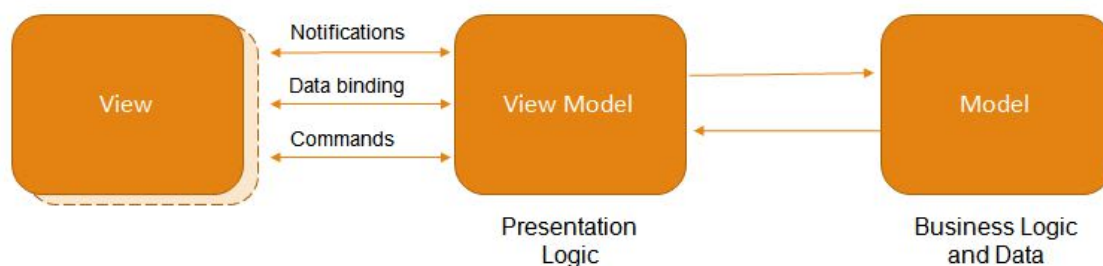 Notifications
Data binding
Commands
View
View Model
Model
Presentation
Logic
Business Logic
and Data